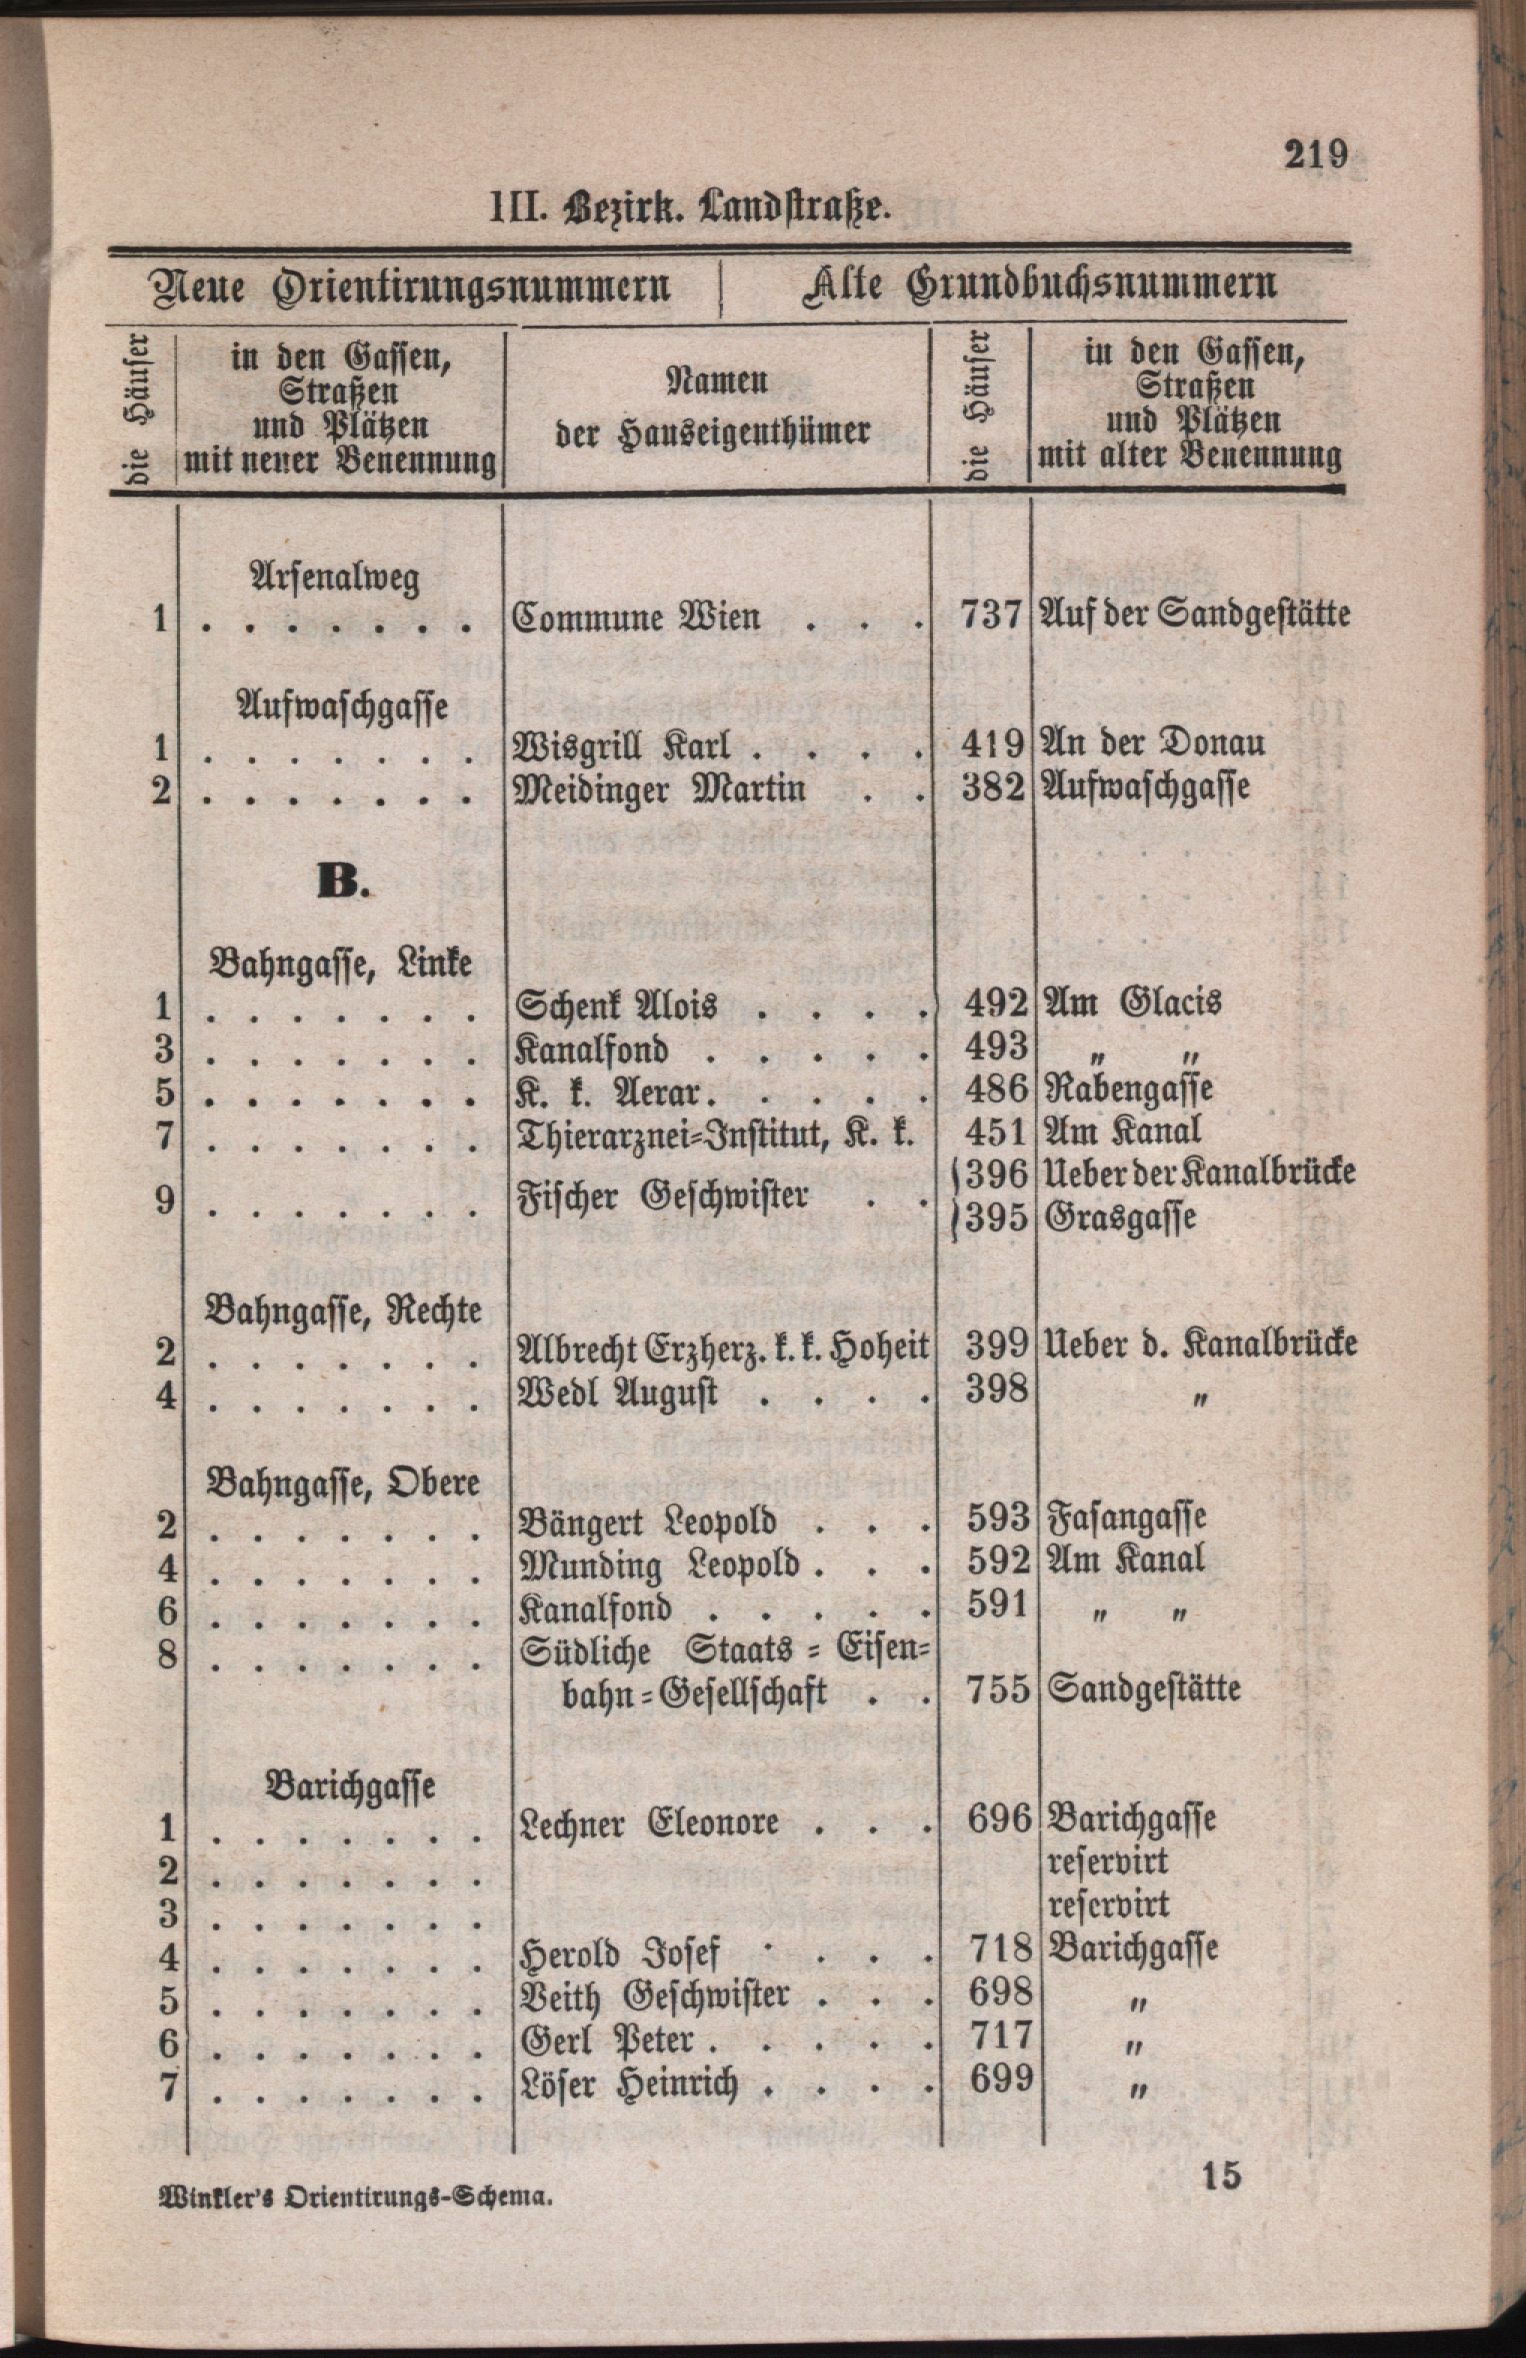 219
III. Bezirk. Landstraße.
Neue Orientirungsnummern | Alte Grundbuchsnummern
die Häuser | in den Gassen, Straßen und Plätzen mit neuer Benennung | Namen der Hauseigenthümer | die Häuser | in den Gassen, Straßen und Plätzen mit alter Benennung
Arsenalweg
1 . . . . . . . Commune Wien . . . 737 Auf der Sandgestätte
Aufwaschgasse
1 . . . . . . . Wisgrill Karl . . . . 419 An der Donau
2 . . . . . . . Meidinger Martin . . 382 Aufwaschgasse
B.
Bahngasse, Linke
1 . . . . . . . Schenk Alois . . . . 492 Am Glacis
3 . . . . . . . Kanalfond . . . . . 493 „ „
5 . . . . . . . K. k. Aerar. . . . . 486 Rabengasse
7 . . . . . . . Thierarznei-Institut, K. k. 451 Am Kanal
9 . . . . . . . Fischer Geschwister . . {396 Ueber der Kanalbrücke
395 Grasgasse
Bahngasse, Rechte
2 . . . . . . . Albrecht Erzherz. k. k. Hoheit 399 Ueber d. Kanalbrücke
4 . . . . . . . Wedl August . . . . 398 „
Bahngasse, Obere
2 . . . . . . . Bängert Leopold . . . 593 Fasangasse
4 . . . . . . . Munding Leopold . . . 592 Am Kanal
6 . . . . . . . Kanalfond . . . . . 591 „ „
8 . . . . . . . Südliche Staats-Eisen-
bahn-Gesellschaft . . 755 Sandgestätte
Barichgasse
1 . . . . . . . Lechner Eleonore . . . 696 Barichgasse
2 . . . . . . . reservirt
3 . . . . . . . reservirt
4 . . . . . . . Herold Josef . . . . 718 Barichgasse
5 . . . . . . . Veith Geschwister . . . 698 „
6 . . . . . . . Gerl Peter . . . . . 717 „
7 . . . . . . . Löser Heinrich . . . . 699 „
Winkler's Orientirungs-Schema. 15